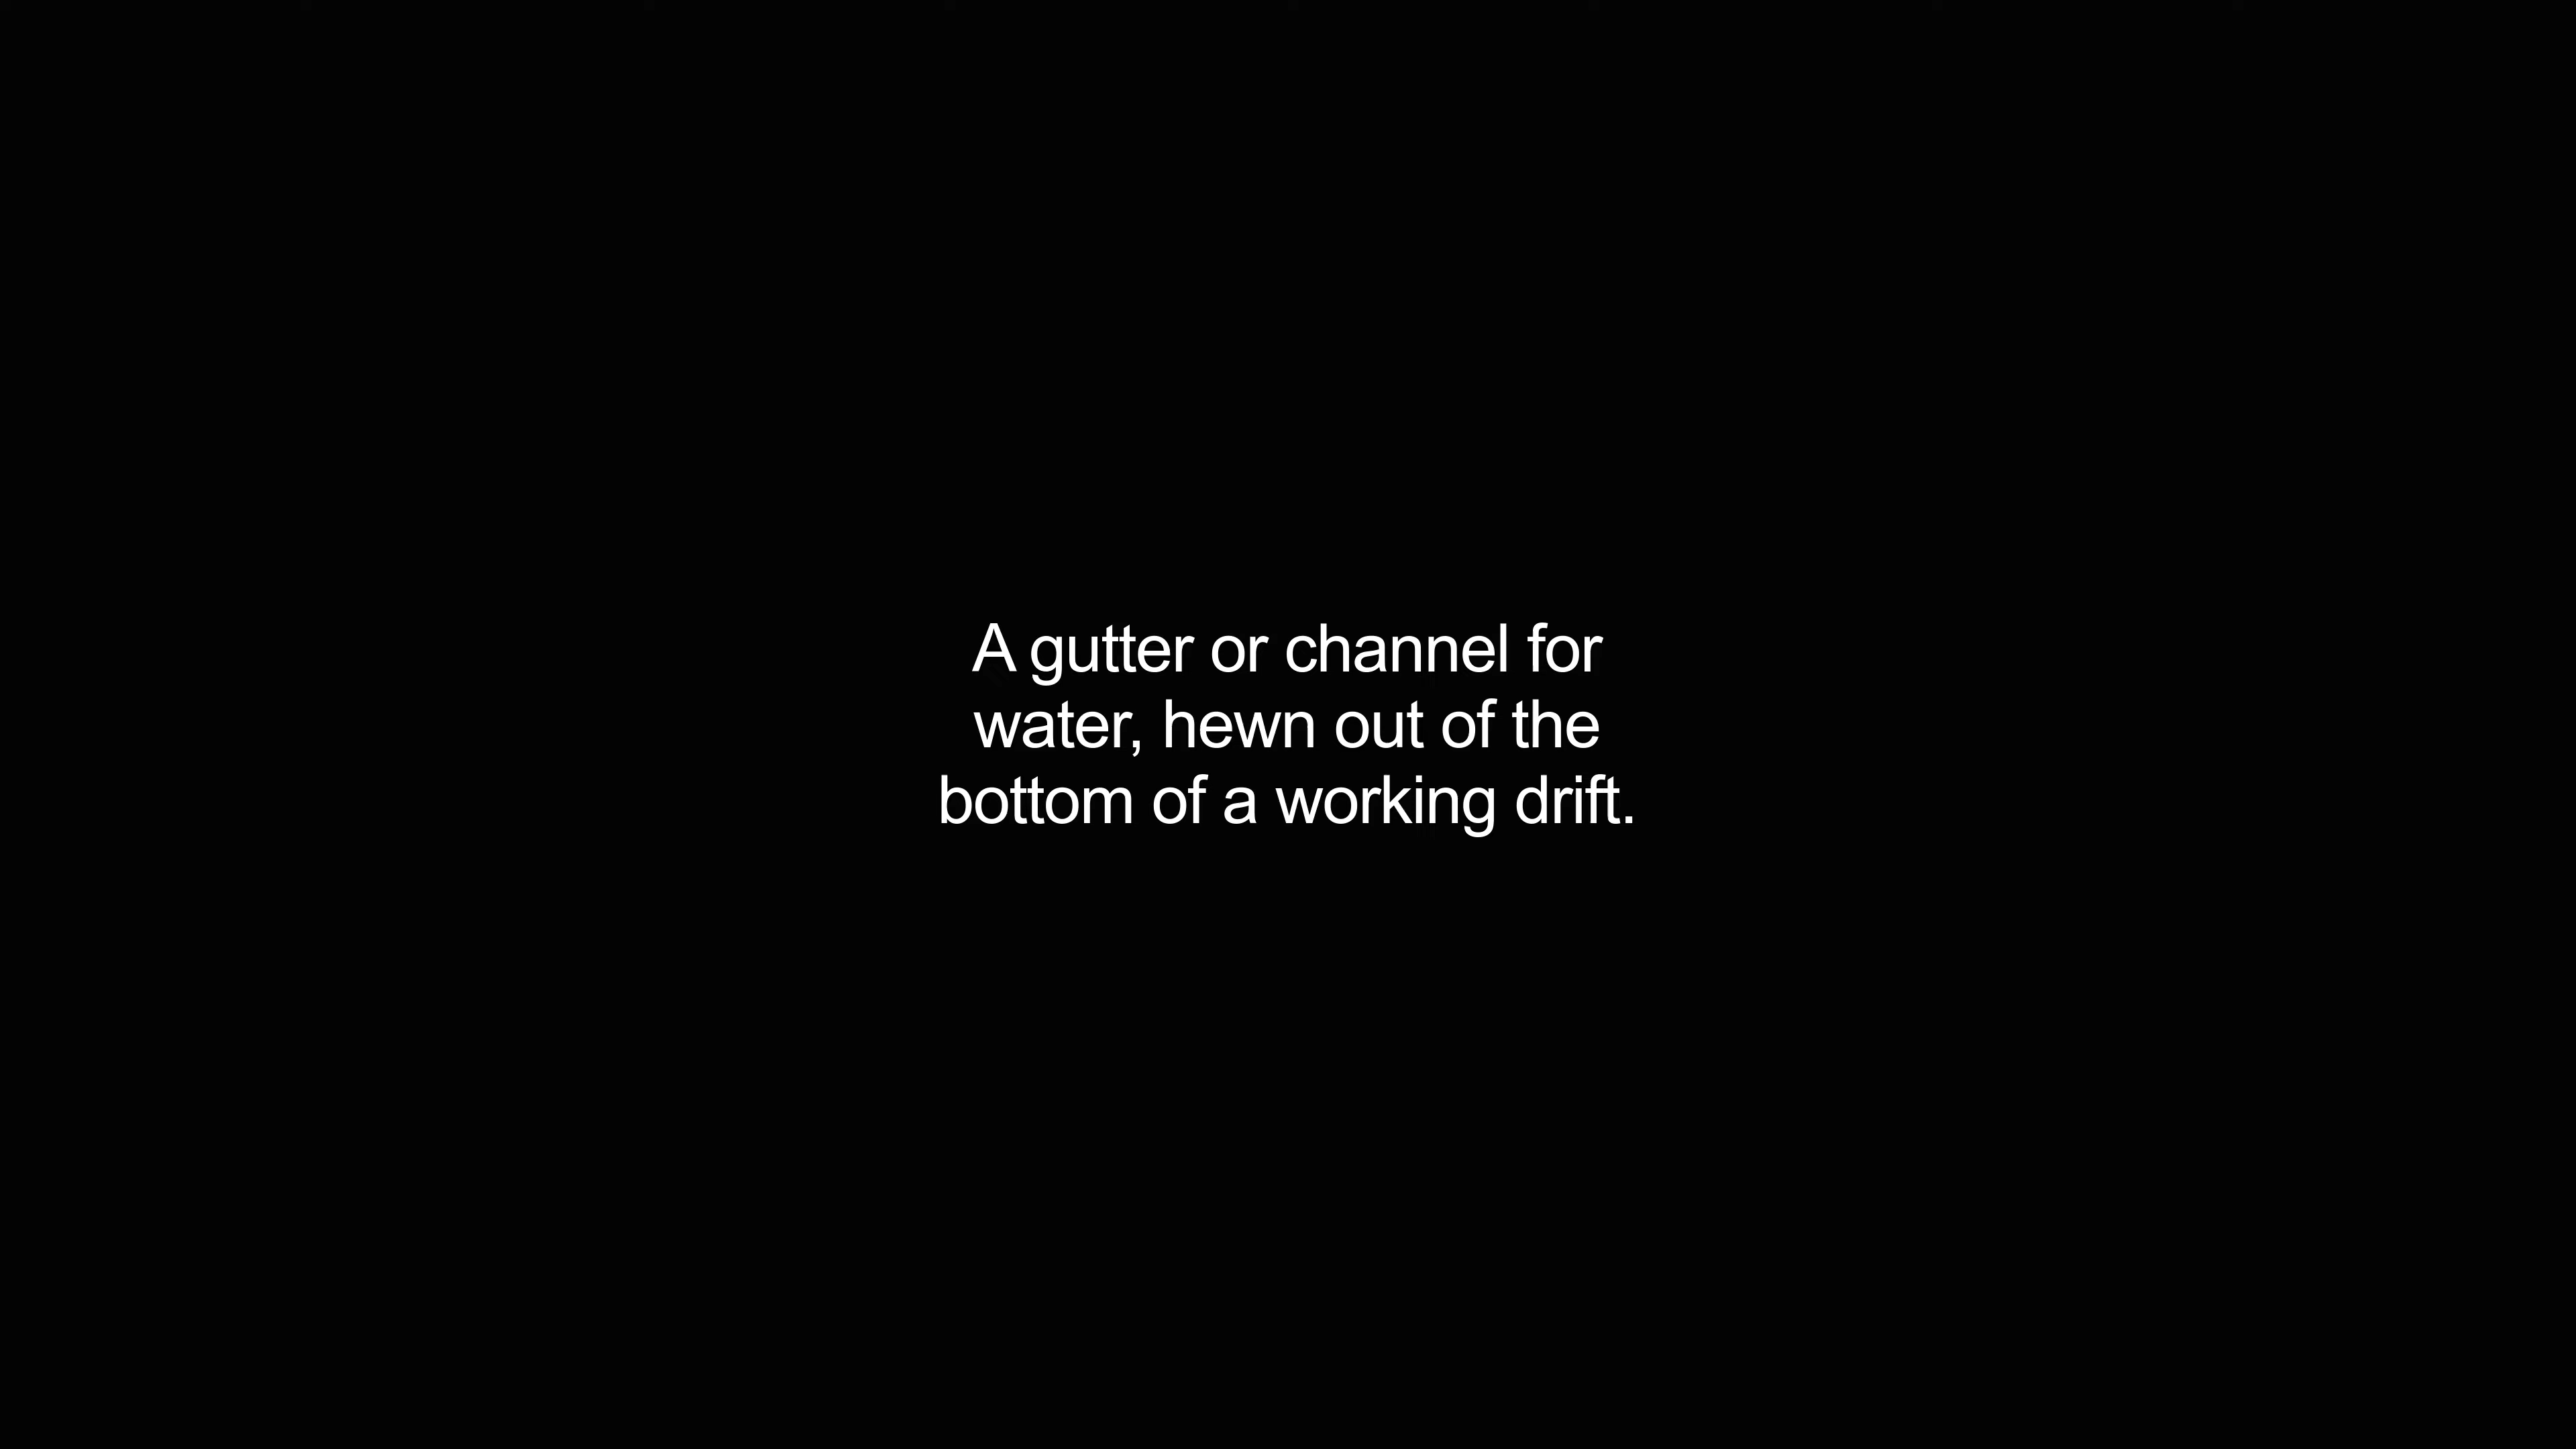 A gutter or channel for
water, hewn out of the
bottom of a working drift.